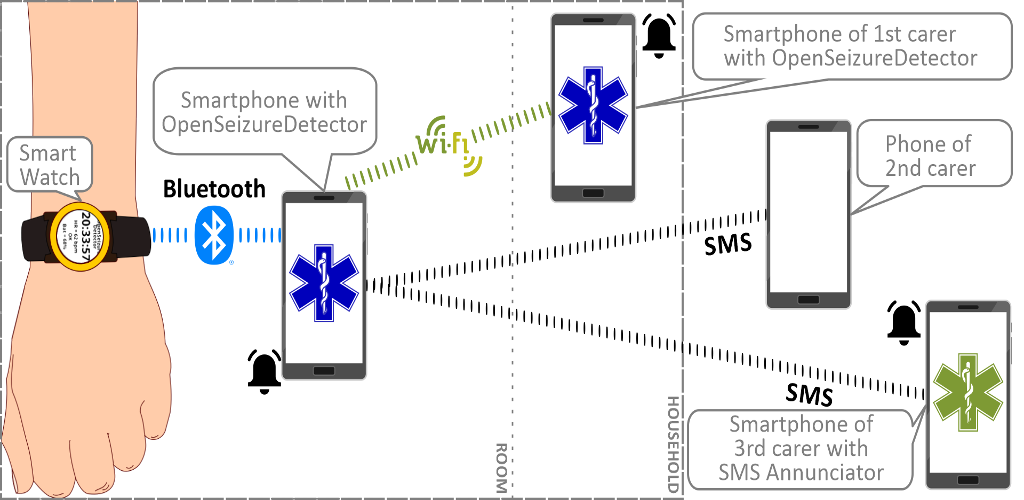 Smartphone of 1st carer
with OpenSeizureDetector
Smartphone with
OpenSeizureDetector
Wi-fi
Phone of
2nd carer
Smart
Watch
Bluetooth
20:33:57
SMS
SMS
HOUSEHOLD
ROOM
Smartphone of
3rd carer with
SMS Annunciator